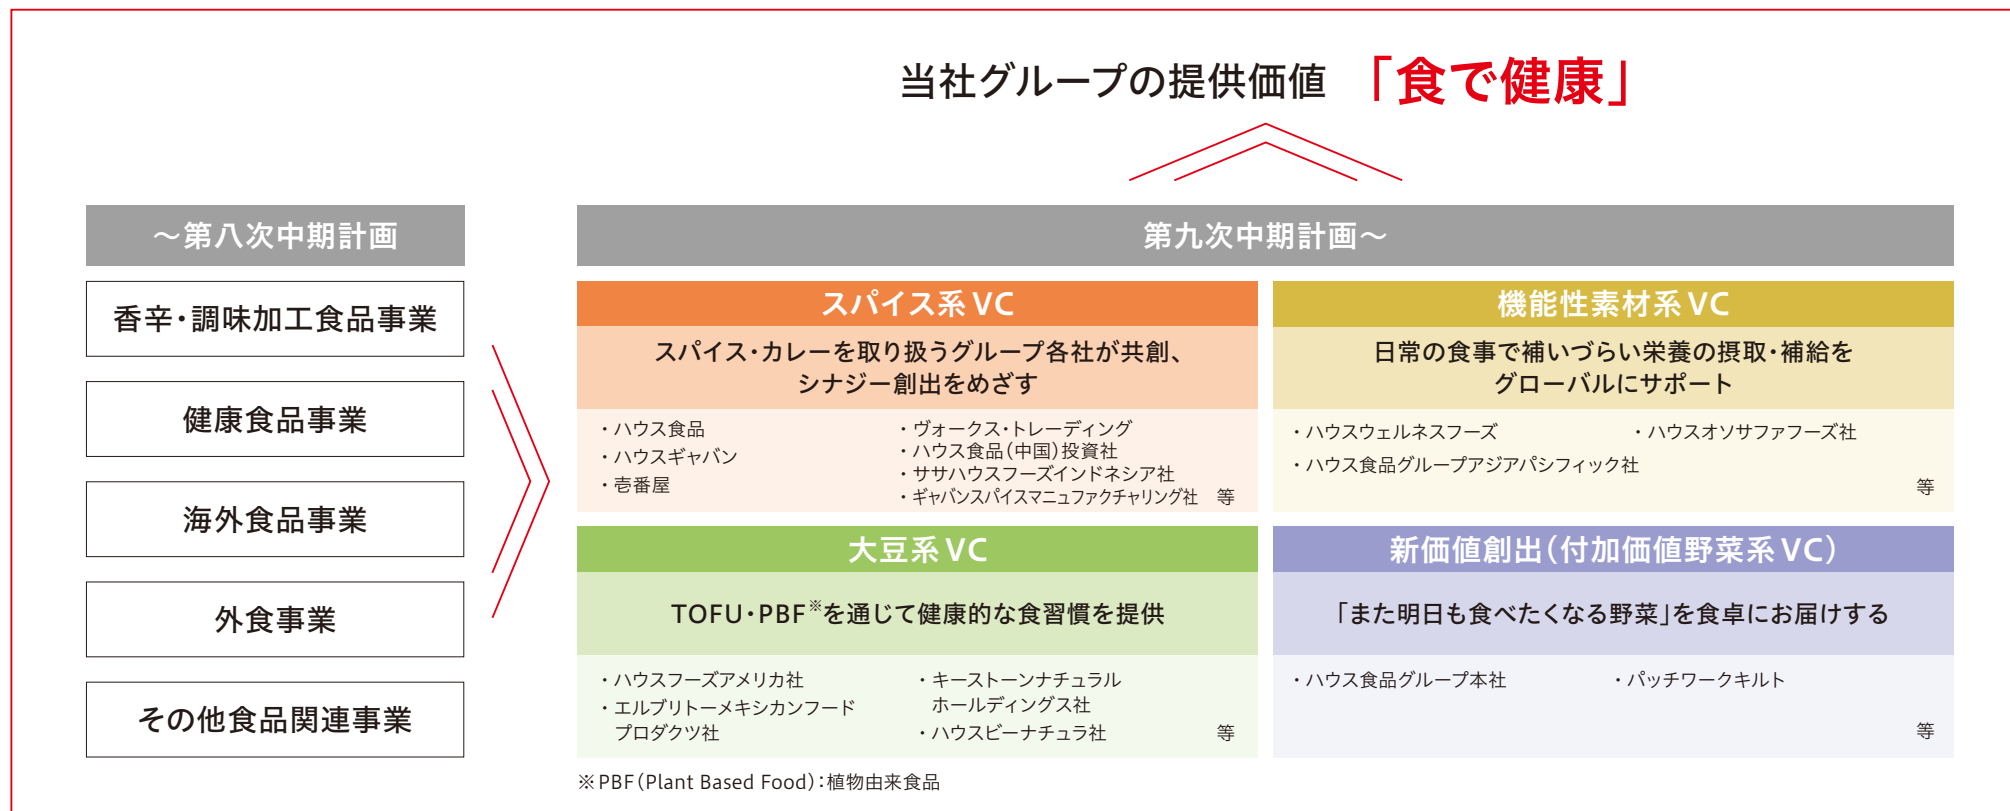 当社グループの提供価値 「食で健康」
～第八次中期計画
香辛・調味加工食品事業
健康食品事業
海外食品事業
外食事業
その他食品関連事業
第九次中期計画～
スパイス系VC
スパイス・カレーを取り扱うグループ各社が共創、
シナジー創出をめざす
・ハウス食品
・ハウスギャバン
・壱番屋
・ヴォークス・トレーディング
・ハウス食品（中国）投資社
・ササハウスフーズインドネシア社
・ギャバンスパイスマニュファクチャリング社 等
機能性素材系VC
日常の食事で補いづらい栄養の摂取・補給を
グローバルにサポート
・ハウスウェルネスフーズ
・ハウスオソサファフーズ社
・ハウス食品グループアジアパシフィック社
等
大豆系VC
TOFU・PBF※を通じて健康的な食習慣を提供
・ハウスフーズアメリカ社
・エルブリトーメキシカンフード
プロダクツ社
・キーストーンナチュラル
ホールディングス社
・ハウスビーナチュラ社 等
新価値創出（付加価値野菜系VC）
「また明日も食べたくなる野菜」を食卓にお届けする
・ハウス食品グループ本社
・パッチワークキルト
等
※PBF（Plant Based Food）：植物由来食品